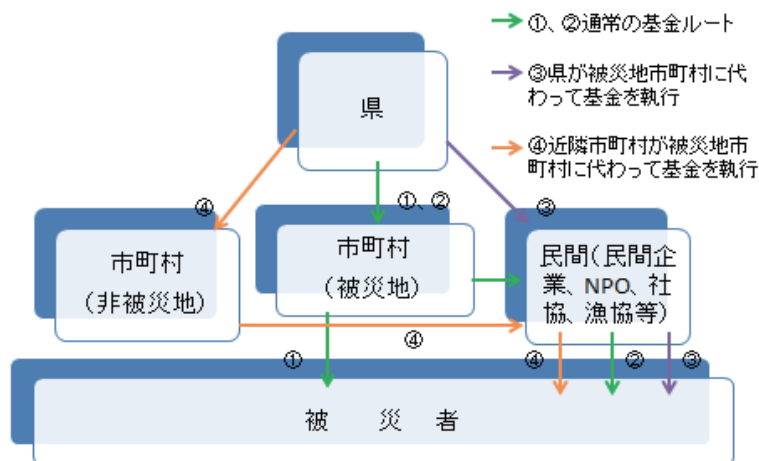 ①、②通常の基金ルート
③県が被災地市町村に代
わって基金を執行
④近隣市町村が被災地市
町村に代わって基金を執行
県
④
①、②
③
市町村
(非被災地)
市町村
(被災地)
民間(民間企
業、NPO、社
協、漁協等)
④
①
④
②
③
被 災 者